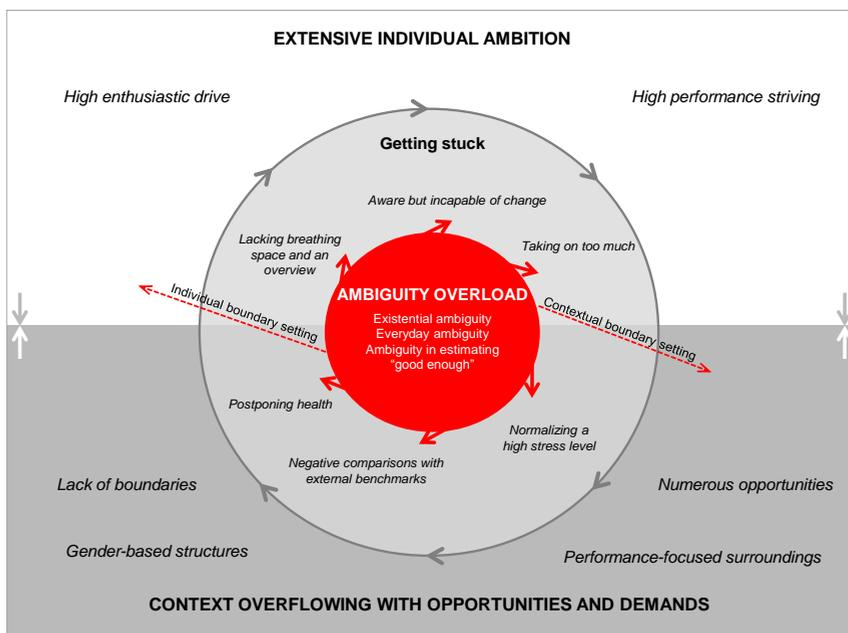 EXTENSIVE INDIVIDUAL AMBITION
High enthusiastic drive
High performance striving
Getting stuck
Aware but incapable of change
Lacking breathing
space and an
overview
Taking on too much
AMBIGUITY OVERLOAD
Existential ambiguity
Everyday ambiguity
Ambiguity in estimating
“good enough”
Individual boundary setting
Contextual boundary setting
Postponing health
Normalizing a
high stress level
Negative comparisons with
external benchmarks
Lack of boundaries
Numerous opportunities
Gender-based structures
Performance-focused surroundings
CONTEXT OVERFLOWING WITH OPPORTUNITIES AND DEMANDS